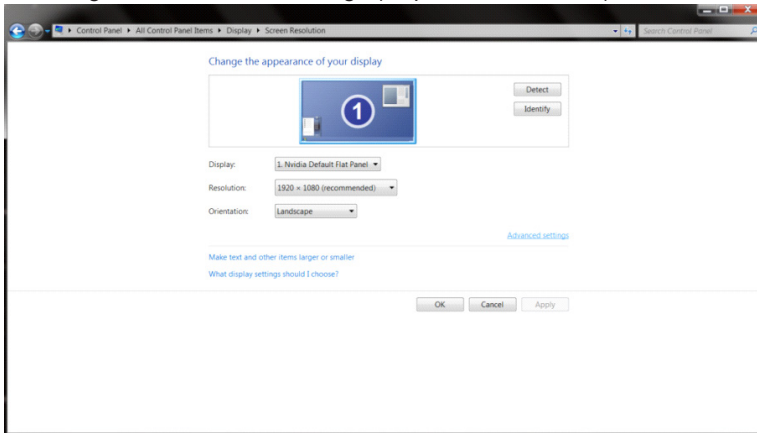 Control Panel ▸ All Control Panel Items ▸ Display ▸ Screen Resolution
Search Control Panel
Change the appearance of your display
1
Detect
Identify
Display: 1. Nvidia Default Flat Panel
Resolution: 1920 × 1080 (recommended)
Orientation: Landscape
Advanced settings
Make text and other items larger or smaller
What display settings should I choose?
OK Cancel Apply